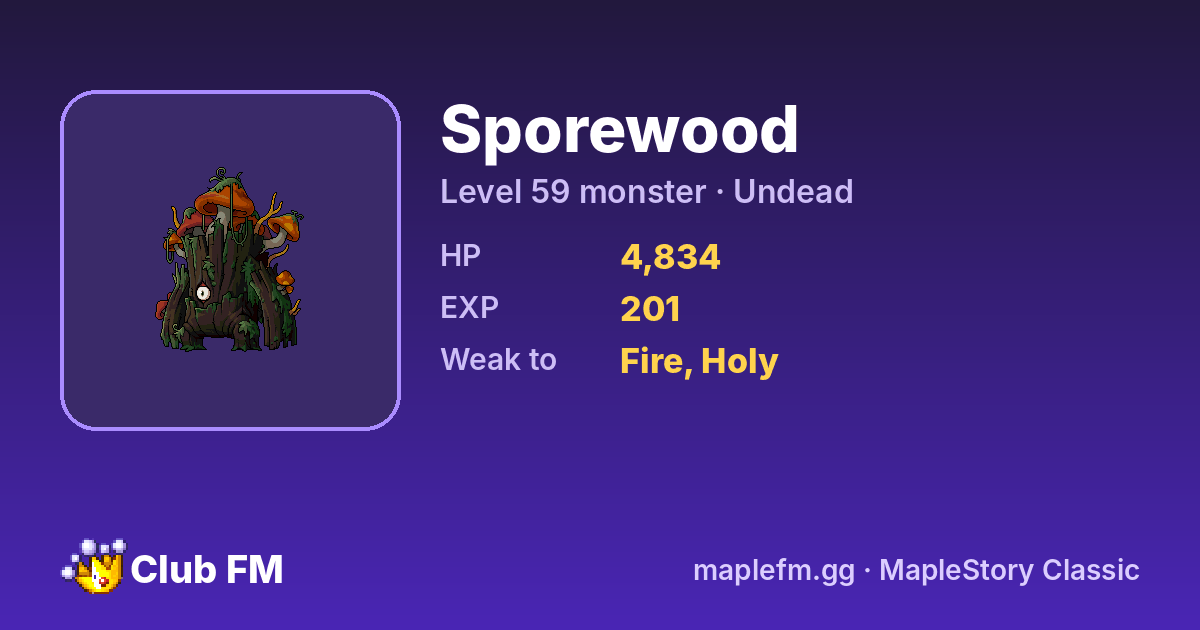 Sporewood
Level 59 monster · Undead
HP 4,834
EXP 201
Weak to Fire, Holy
Club FM
maplefm.gg · MapleStory Classic